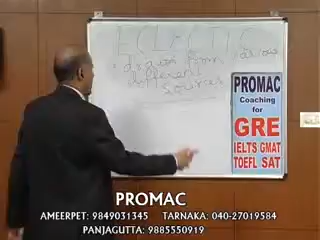 ECLECTIC
drawn from various
different
sources
PROMAC
Coaching
for
GRE
IELTS GMAT
TOEFL SAT
PROMAC
AMEERPET: 9849031345 TARNAKA: 040-27019584
PANJAGUTTA: 9885550919